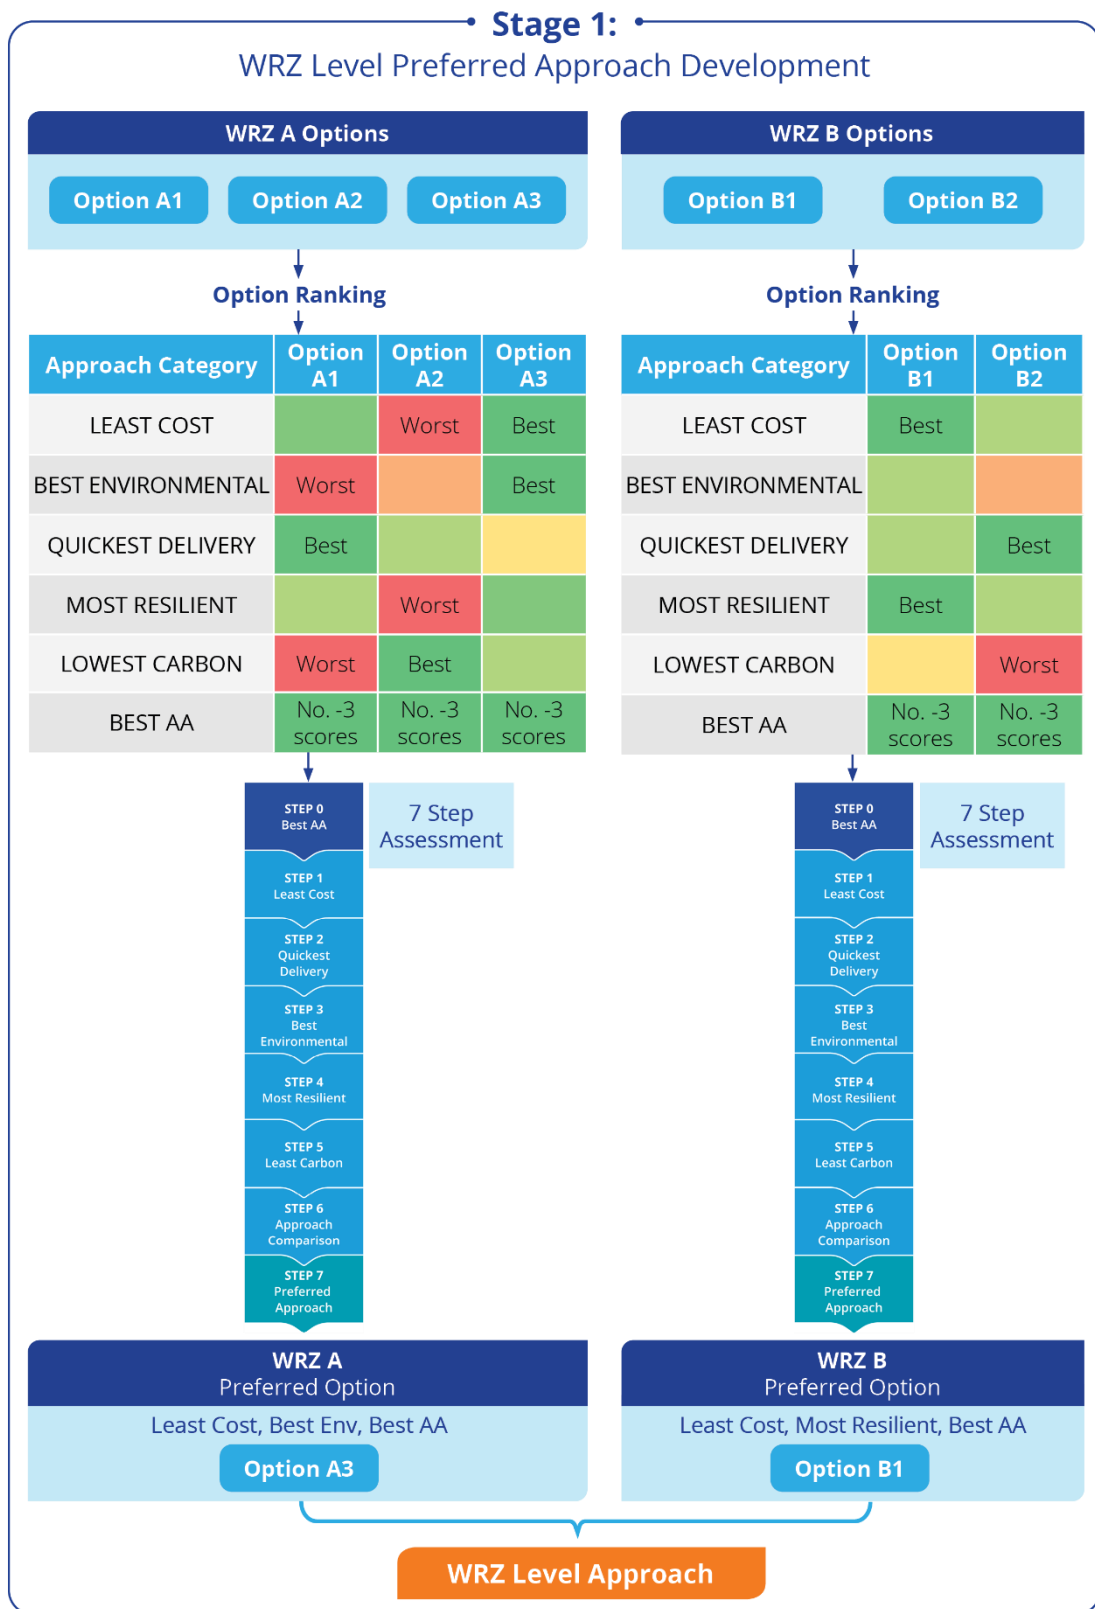 Stage 1:
WRZ Level Preferred Approach Development
WRZ A Options
Option A1 Option A2 Option A3
Option Ranking
Approach Category Option A1 Option A2 Option A3
LEAST COST Worst Best
BEST ENVIRONMENTAL Worst Best
QUICKEST DELIVERY Best
MOST RESILIENT Worst
LOWEST CARBON Worst Best
BEST AA No. -3 scores No. -3 scores No. -3 scores
STEP 0
Best AA
7 Step
Assessment
STEP 1
Least Cost
STEP 2
Quickest
Delivery
STEP 3
Best
Environmental
STEP 4
Most Resilient
STEP 5
Least Carbon
STEP 6
Approach
Comparison
STEP 7
Preferred
Approach
WRZ A
Preferred Option
Least Cost, Best Env, Best AA
Option A3
WRZ B Options
Option B1 Option B2
Option Ranking
Approach Category Option B1 Option B2
LEAST COST Best
BEST ENVIRONMENTAL
QUICKEST DELIVERY Best
MOST RESILIENT Best
LOWEST CARBON Worst
BEST AA No. -3 scores No. -3 scores
STEP 0
Best AA
7 Step
Assessment
STEP 1
Least Cost
STEP 2
Quickest
Delivery
STEP 3
Best
Environmental
STEP 4
Most Resilient
STEP 5
Least Carbon
STEP 6
Approach
Comparison
STEP 7
Preferred
Approach
WRZ B
Preferred Option
Least Cost, Most Resilient, Best AA
Option B1
WRZ Level Approach